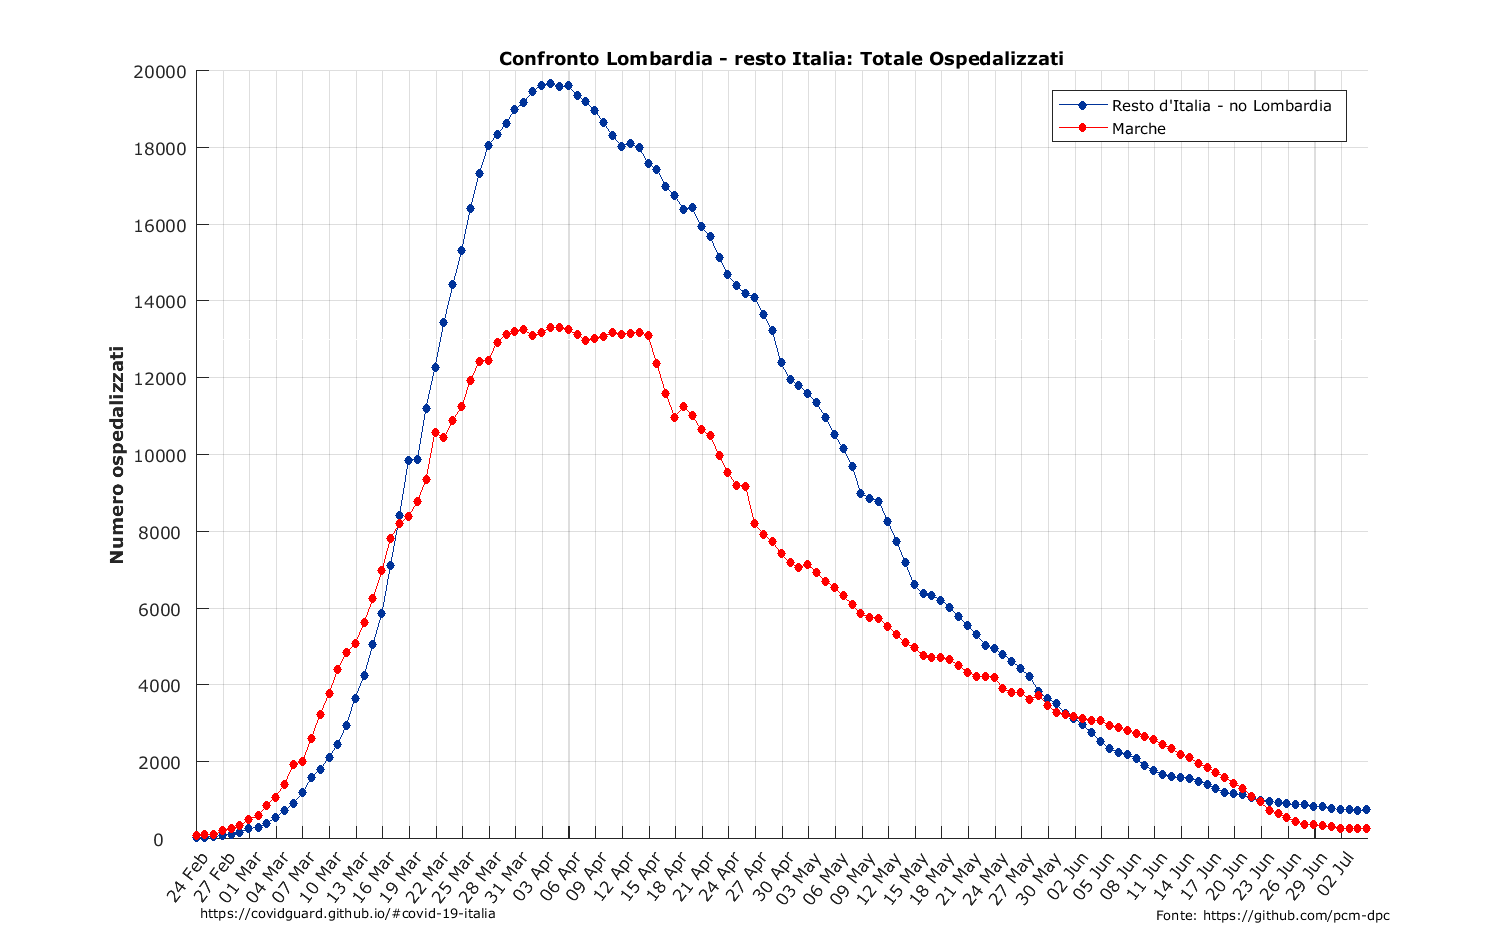 Confronto Lombardia - resto Italia: Totale Ospedalizzati
Resto d'Italia - no Lombardia
Marche
Numero ospedalizzati
20000
18000
16000
14000
12000
10000
8000
6000
4000
2000
0
24 Feb
27 Feb
01 Mar
04 Mar
07 Mar
10 Mar
13 Mar
16 Mar
19 Mar
22 Mar
25 Mar
28 Mar
31 Mar
03 Apr
06 Apr
09 Apr
12 Apr
15 Apr
18 Apr
21 Apr
24 Apr
27 Apr
30 Apr
03 May
06 May
09 May
12 May
15 May
18 May
21 May
24 May
27 May
30 May
02 Jun
05 Jun
08 Jun
11 Jun
14 Jun
17 Jun
20 Jun
23 Jun
26 Jun
29 Jun
02 Jul
https://covidguard.github.io/#covid-19-italia
Fonte: https://github.com/pcm-dpc